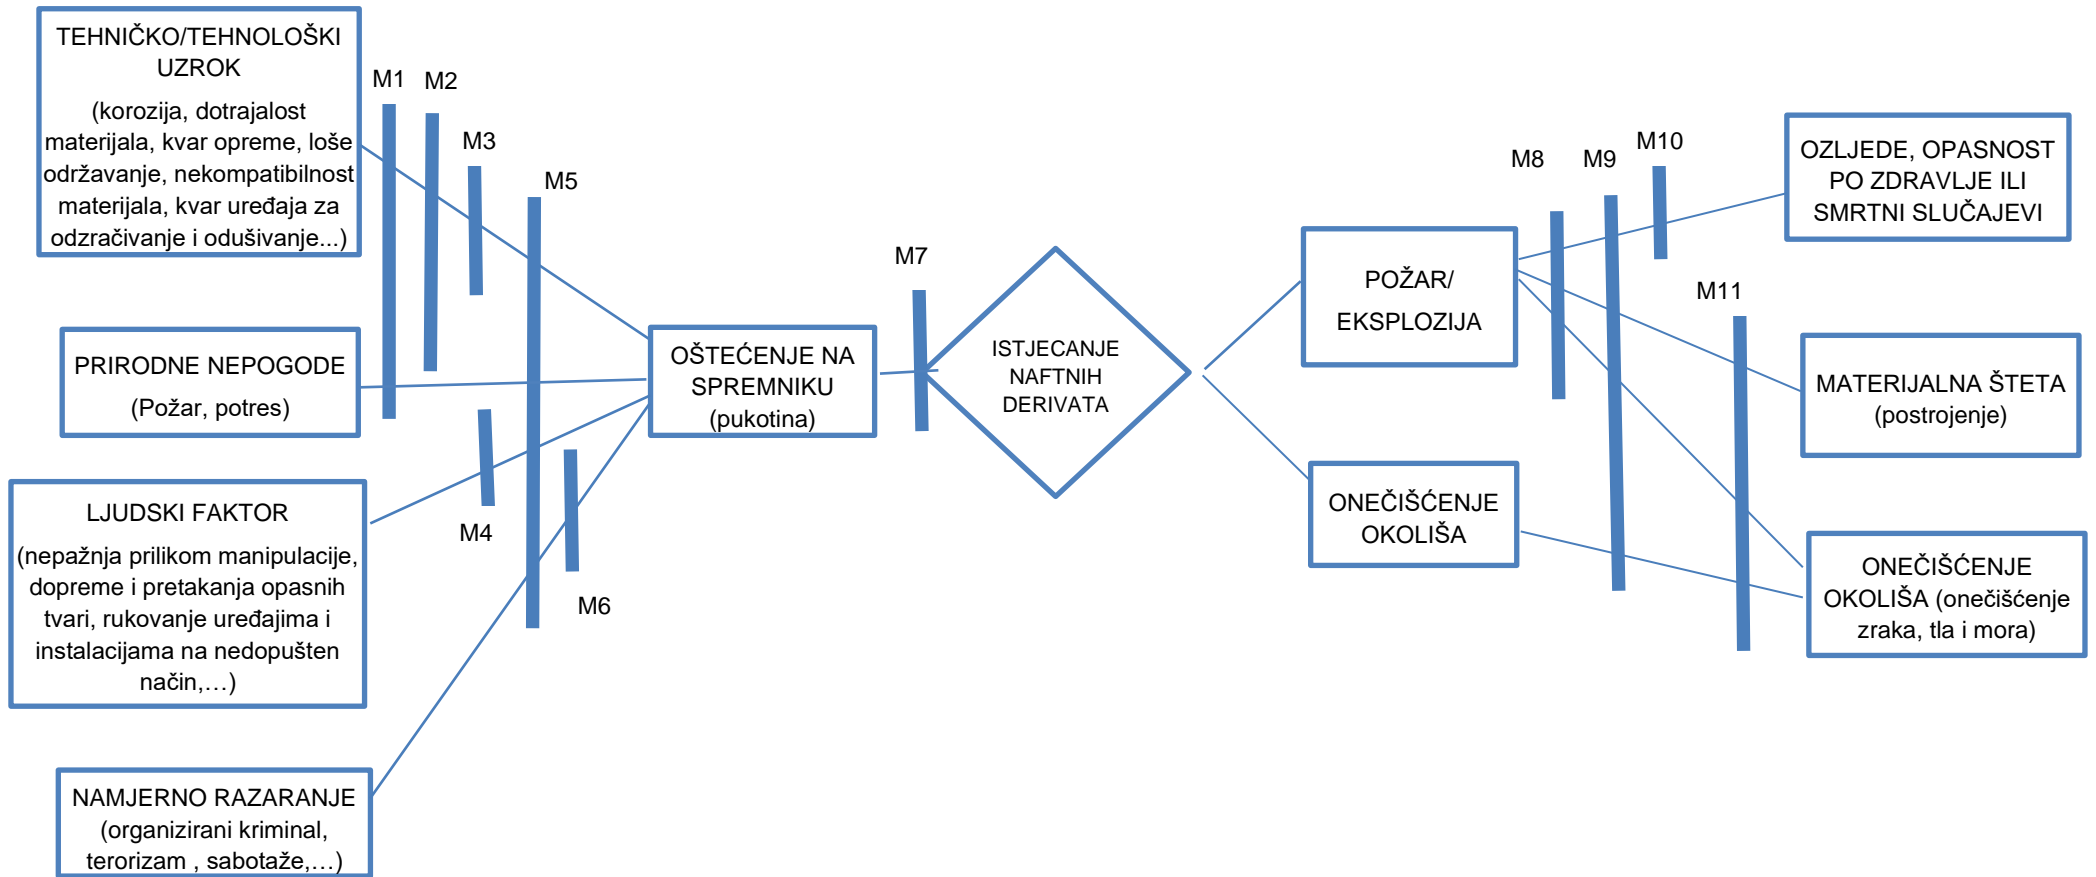 TEHNIČKO/TEHNOLOŠKI
UZROK
(korozija, dotrajalost
materijala, kvar opreme, loše
održavanje, nekompatibilnost
materijala, kvar uređaja za
odzračivanje i odušivanje...)
PRIRODNE NEPOGODE
(Požar, potres)
LJUDSKI FAKTOR
(nepažnja prilikom manipulacije,
dopreme i pretakanja opasnih
tvari, rukovanje uređajima i
instalacijama na nedopušten
način,…)
NAMJERNO RAZARANJE
(organizirani kriminal,
terorizam , sabotaže,…)
M1
M2
M3
M5
M4
M6
OŠTEĆENJE NA
SPREMNIKU
(pukotina)
M7
ISTJECANJE
NAFTNIH
DERIVATA
POŽAR/
EKSPLOZIJA
ONEČIŠĆENJE
OKOLIŠA
M8
M9
M10
M11
OZLJEDE, OPASNOST
PO ZDRAVLJE ILI
SMRTNI SLUČAJEVI
MATERIJALNA ŠTETA
(postrojenje)
ONEČIŠĆENJE
OKOLIŠA (onečišćenje
zraka, tla i mora)